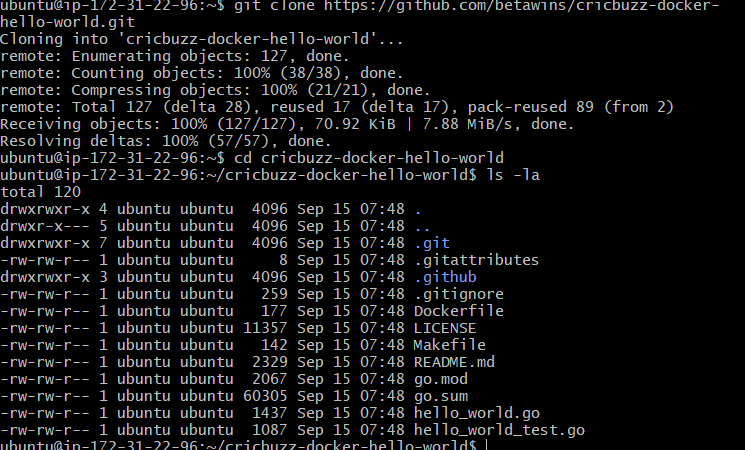 ubuntu@ip-172-31-22-96:~$ git clone https://github.com/betawins/cricbuzz-docker-
hello-world.git
Cloning into 'cricbuzz-docker-hello-world'...
remote: Enumerating objects: 127, done.
remote: Counting objects: 100% (38/38), done.
remote: Compressing objects: 100% (21/21), done.
remote: Total 127 (delta 28), reused 17 (delta 17), pack-reused 89 (from 2)
Receiving objects: 100% (127/127), 70.92 KiB | 7.88 MiB/s, done.
Resolving deltas: 100% (57/57), done.
ubuntu@ip-172-31-22-96:~$ cd cricbuzz-docker-hello-world
ubuntu@ip-172-31-22-96:~/cricbuzz-docker-hello-world$ ls -la
total 120
drwxrwxr-x 4 ubuntu ubuntu  4096 Sep 15 07:48 .
drwxr-x--- 5 ubuntu ubuntu  4096 Sep 15 07:48 ..
drwxrwxr-x 7 ubuntu ubuntu  4096 Sep 15 07:48 .git
-rw-rw-r-- 1 ubuntu ubuntu     8 Sep 15 07:48 .gitattributes
drwxrwxr-x 3 ubuntu ubuntu  4096 Sep 15 07:48 .github
-rw-rw-r-- 1 ubuntu ubuntu   259 Sep 15 07:48 .gitignore
-rw-rw-r-- 1 ubuntu ubuntu   177 Sep 15 07:48 Dockerfile
-rw-rw-r-- 1 ubuntu ubuntu 11357 Sep 15 07:48 LICENSE
-rw-rw-r-- 1 ubuntu ubuntu   142 Sep 15 07:48 Makefile
-rw-rw-r-- 1 ubuntu ubuntu  2329 Sep 15 07:48 README.md
-rw-rw-r-- 1 ubuntu ubuntu  2067 Sep 15 07:48 go.mod
-rw-rw-r-- 1 ubuntu ubuntu 60305 Sep 15 07:48 go.sum
-rw-rw-r-- 1 ubuntu ubuntu  1437 Sep 15 07:48 hello_world.go
-rw-rw-r-- 1 ubuntu ubuntu  1087 Sep 15 07:48 hello_world_test.go
ubuntu@ip-172-31-22-96:~/cricbuzz-docker-hello-world$